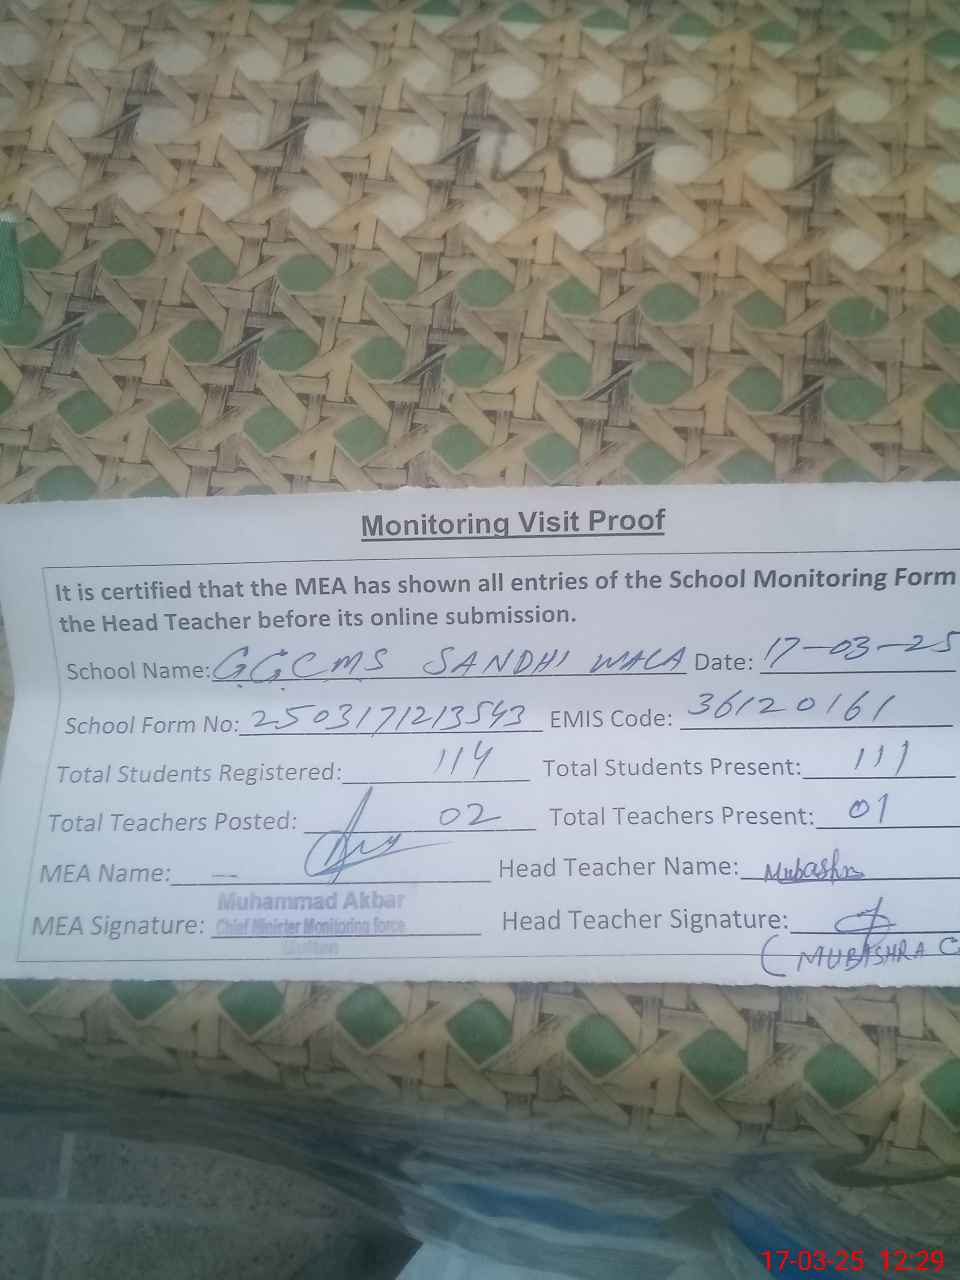 Monitoring Visit Proof
It is certified that the MEA has shown all entries of the School Monitoring Form
the Head Teacher before its online submission.
School Name: GGCMS SANDHI WALA Date: 17-03-25
School Form No: 2503171213543 EMIS Code: 36120161
Total Students Registered: 114 Total Students Present: 111
Total Teachers Posted: 02 Total Teachers Present: 01
MEA Name: — Head Teacher Name: Mubashra
Muhammad Akbar
MEA Signature: Chief Minister Monitoring force Head Teacher Signature:
(MUBASHRA
17-03-25 12:29